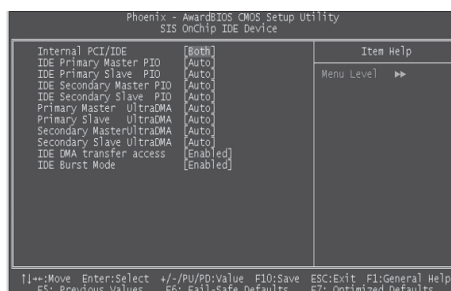 Phoenix - AwardBIOS CMOS Setup Utility
SIS OnChip IDE Device
Internal PCI/IDE [Both]
IDE Primary Master PIO [Auto]
IDE Primary Slave PIO [Auto]
IDE Secondary Master PIO [Auto]
IDE Secondary Slave PIO [Auto]
Primary Master UltraDMA [Auto]
Primary Slave UltraDMA [Auto]
Secondary MasterUltraDMA [Auto]
Secondary Slave UltraDMA [Auto]
IDE DMA transfer access [Enabled]
IDE Burst Mode [Enabled]
Item Help
Menu Level ▶▶
↑↓→←:Move Enter:Select +/-/PU/PD:Value F10:Save ESC:Exit F1:General Help
F5: Previous Values F6: Fail-Safe Defaults F7: Optimized Defaults